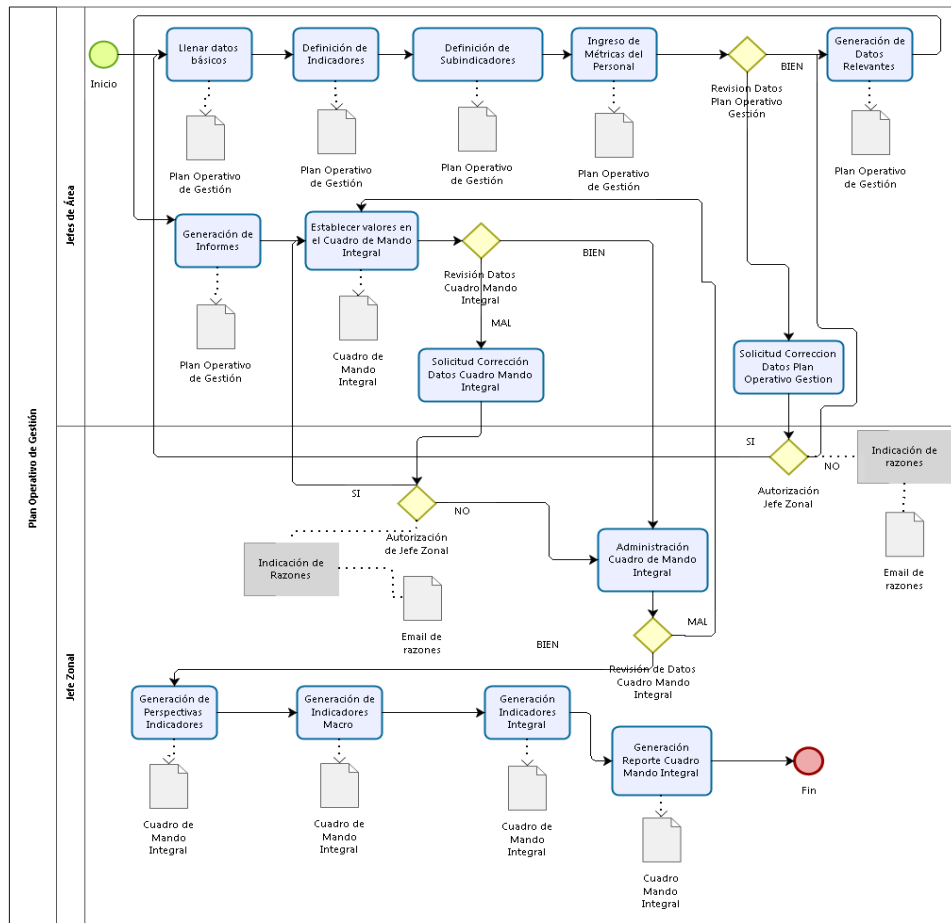 Plan Operativo de Gestión
Jefes de Área
Inicio
Llenar datos
básicos
Definición de
Indicadores
Definición de
Subindicadores
Ingreso de
Métricas del
Personal
BIEN
Revision Datos
Plan Operativo
Gestión
Generación de
Datos
Relevantes
Plan Operativo
de Gestión
Plan Operativo
de Gestión
Plan Operativo
de Gestión
Plan Operativo
de Gestión
Plan Operativo
de Gestión
Generación de
Informes
Establecer valores en
el Cuadro de Mando
Integral
Revisión Datos
Cuadro Mando
Integral
BIEN
MAL
Plan Operativo
de Gestión
Cuadro de
Mando
Integral
Solicitud Corrección
Datos Cuadro Mando
Integral
Solicitud Correccion
Datos Plan
Operativo Gestion
Jefe Zonal
SI
NO
Autorización
Jefe Zonal
Indicación de
razones
Email de
razones
SI
NO
Autorización
de Jefe Zonal
Indicación de
Razones
Email de
razones
Administración
Cuadro de Mando
Integral
MAL
BIEN
Revisión de Datos
Cuadro Mando
Integral
Generación de
Perspectivas
Indicadores
Generación de
Indicadores
Macro
Generación
Indicadores
Integral
Generación
Reporte Cuadro
Mando Integral
Fin
Cuadro de
Mando
Integral
Cuadro de
Mando
Integral
Cuadro de
Mando
Integral
Cuadro
Mando
Integral